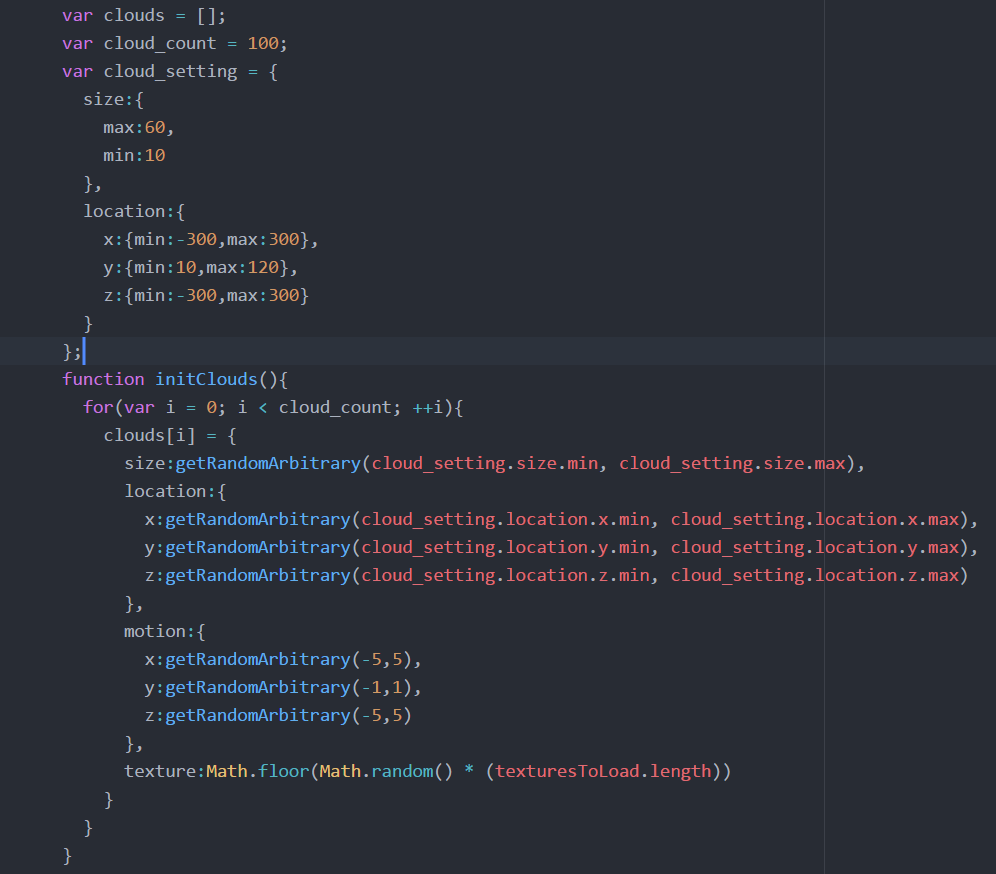 var clouds = [];
var cloud_count = 100;
var cloud_setting = {
  size:{
    max:60,
    min:10
  },
  location:{
    x:{min:-300,max:300},
    y:{min:10,max:120},
    z:{min:-300,max:300}
  }
};
function initClouds(){
  for(var i = 0; i < cloud_count; ++i){
    clouds[i] = {
      size:getRandomArbitrary(cloud_setting.size.min, cloud_setting.size.max),
      location:{
        x:getRandomArbitrary(cloud_setting.location.x.min, cloud_setting.location.x.max),
        y:getRandomArbitrary(cloud_setting.location.y.min, cloud_setting.location.y.max),
        z:getRandomArbitrary(cloud_setting.location.z.min, cloud_setting.location.z.max)
      },
      motion:{
        x:getRandomArbitrary(-5,5),
        y:getRandomArbitrary(-1,1),
        z:getRandomArbitrary(-5,5)
      },
      texture:Math.floor(Math.random() * (texturesToLoad.length))
    }
  }
}